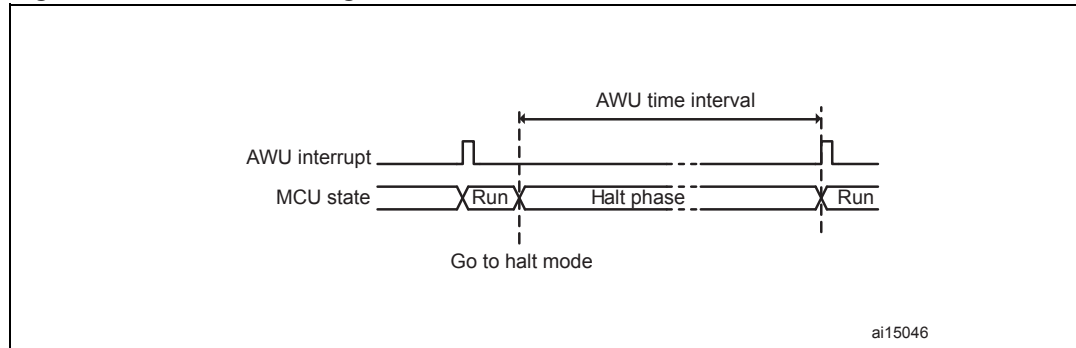 AWU time interval
AWU interrupt
MCU state
Run
Halt phase
Run
Go to halt mode
ai15046